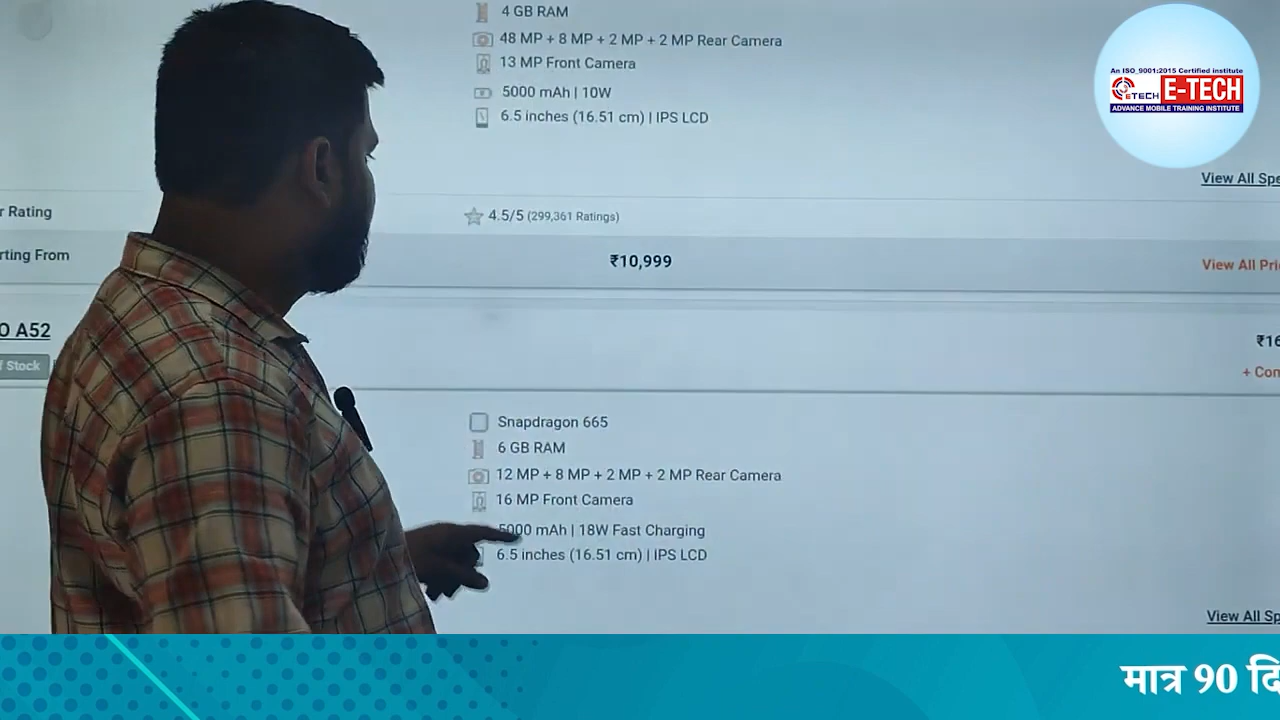 4 GB RAM
48 MP + 8 MP + 2 MP + 2 MP Rear Camera
13 MP Front Camera
5000 mAh | 10W
6.5 inches (16.51 cm) | IPS LCD
An ISO_9001:2015 Certified institute
ETECH E-TECH
ADVANCE MOBILE TRAINING INSTITUTE
View All Spe
r Rating
4.5/5 (299,361 Ratings)
rting From
₹10,999
View All Pri
O A52
₹16
f Stock
+ Com
Snapdragon 665
6 GB RAM
12 MP + 8 MP + 2 MP + 2 MP Rear Camera
16 MP Front Camera
5000 mAh | 18W Fast Charging
6.5 inches (16.51 cm) | IPS LCD
View All Sp
मात्र 90 दि